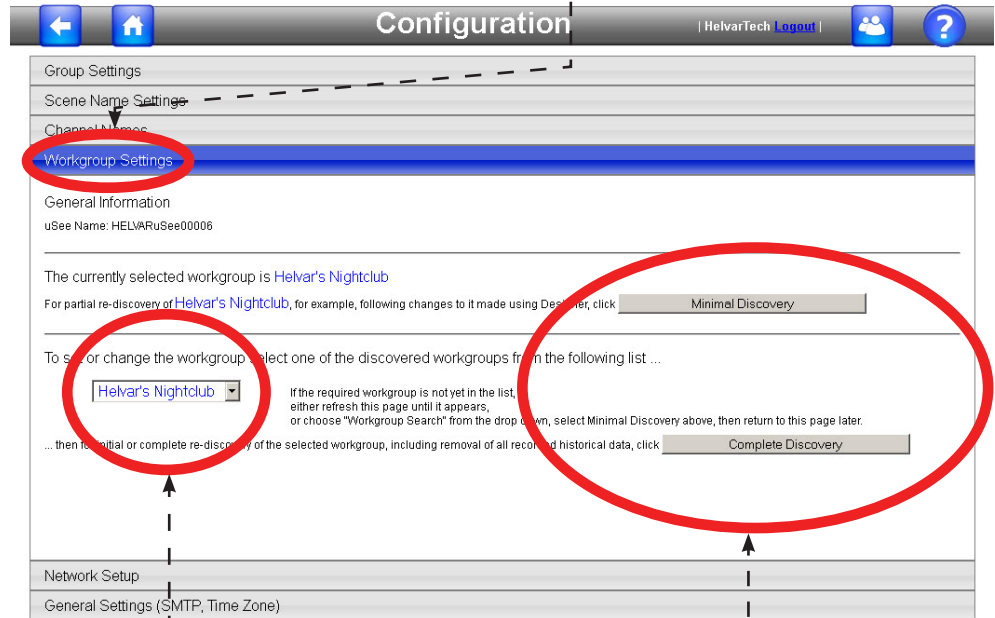 Configuration
| HelvarTech Logout |
?
Group Settings
Scene Name Settings
Channel Names
Workgroup Settings
General Information
uSee Name: HELVARuSee00006
The currently selected workgroup is Helvar's Nightclub
For partial re-discovery of Helvar's Nightclub, for example, following changes to it made using Designer, click Minimal Discovery
To set or change the workgroup select one of the discovered workgroups from the following list ...
Helvar's Nightclub
If the required workgroup is not yet in the list,
either refresh this page until it appears,
or choose "Workgroup Search" from the drop down, select Minimal Discovery above, then return to this page later.
... then for initial or complete re-discovery of the selected workgroup, including removal of all recorded historical data, click Complete Discovery
Network Setup
General Settings (SMTP, Time Zone)